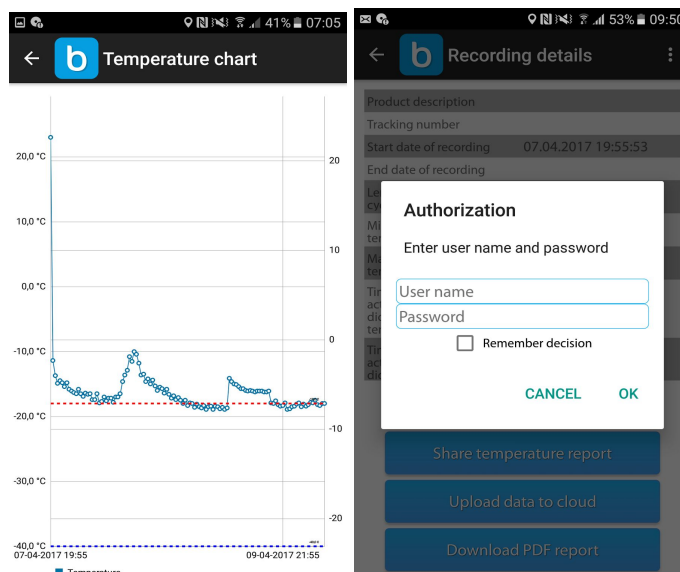 41% 07:05
b Temperature chart
20,0 °C
10,0 °C
0,0 °C
-10,0 °C
-20,0 °C
-30,0 °C
-40,0 °C
20
10
0
-10
-20
07-04-2017 19:55
09-04-2017 21:55
Temperature
53% 09:50
b Recording details
Product description
Tracking number
Start date of recording 07.04.2017 19:55:53
End date of recording
Authorization
Enter user name and password
User name
Password
Remember decision
CANCEL OK
Share temperature report
Upload data to cloud
Download PDF report